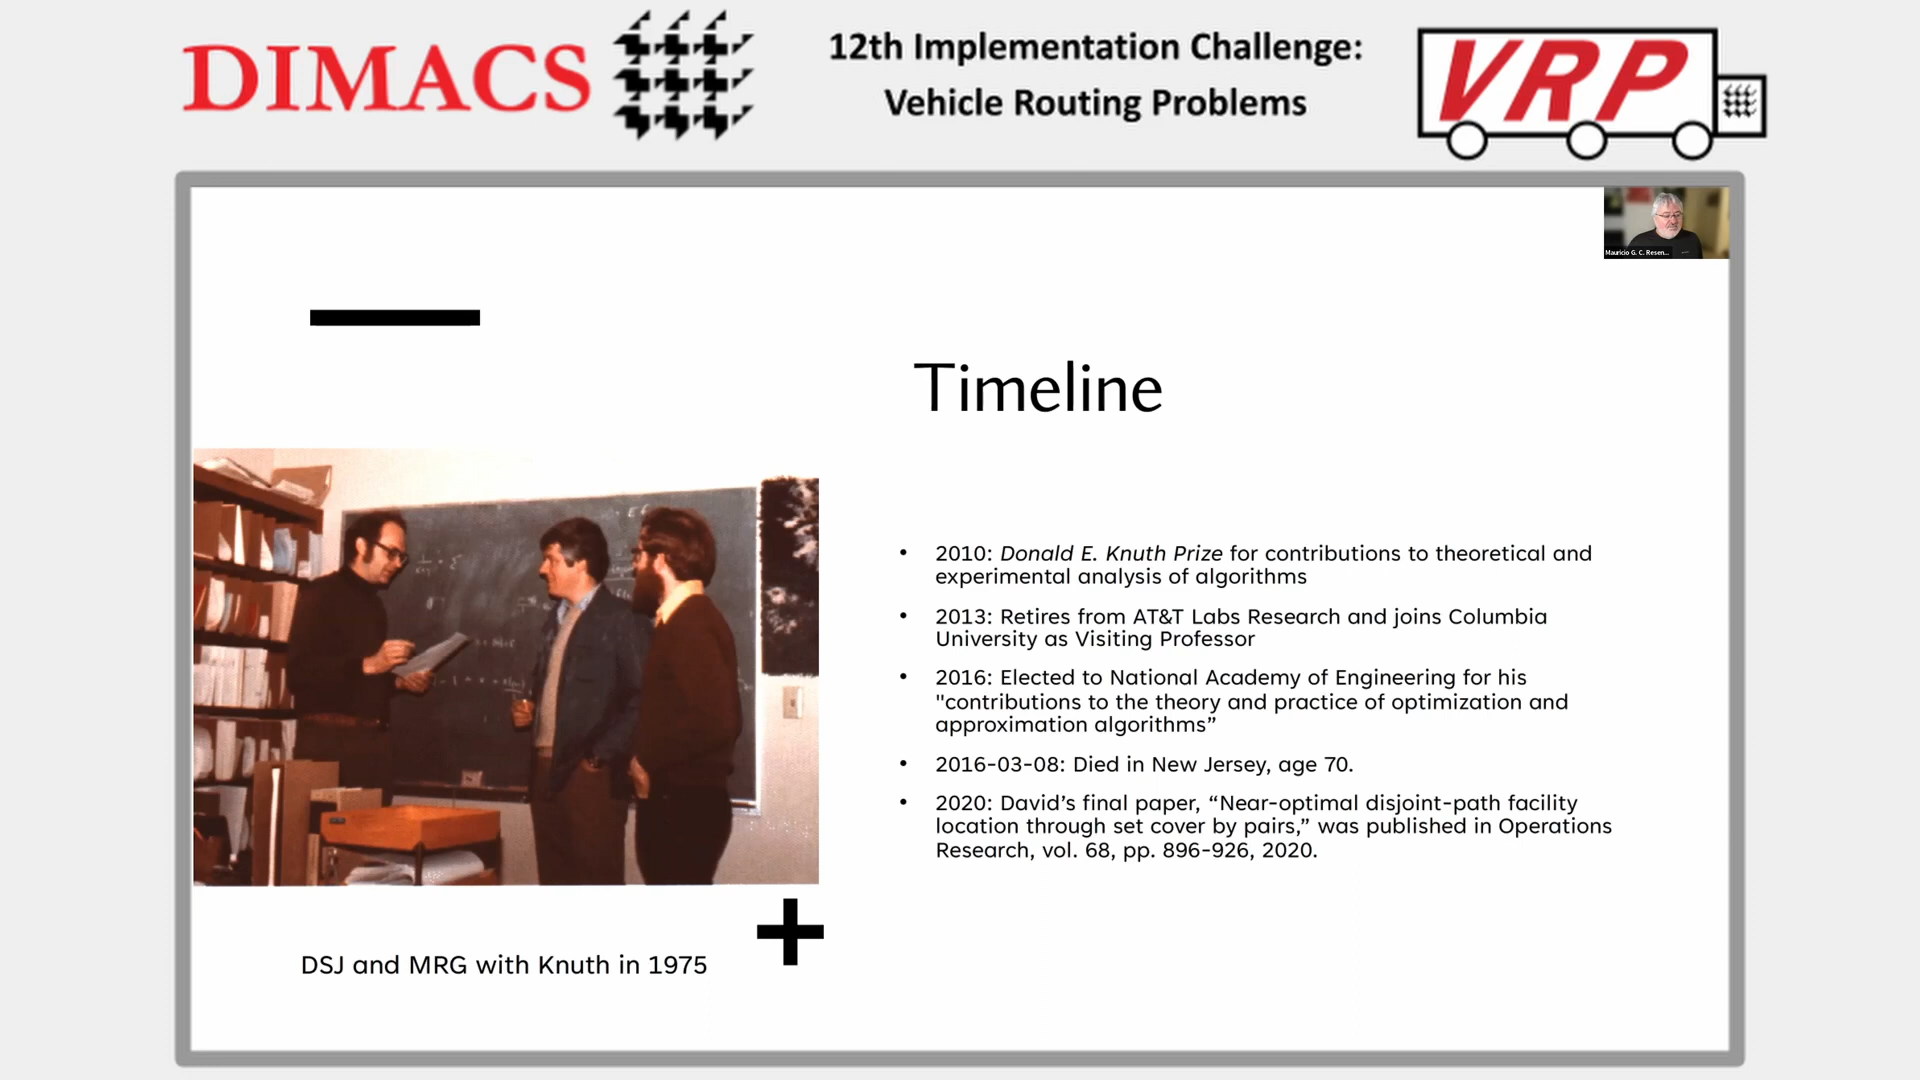 DIMACS
12th Implementation Challenge:
Vehicle Routing Problems
VRP
Mauricio G. C. Resen...
Timeline
• 2010: Donald E. Knuth Prize for contributions to theoretical and
experimental analysis of algorithms
• 2013: Retires from AT&T Labs Research and joins Columbia
University as Visiting Professor
• 2016: Elected to National Academy of Engineering for his
"contributions to the theory and practice of optimization and
approximation algorithms”
• 2016-03-08: Died in New Jersey, age 70.
• 2020: David’s final paper, “Near-optimal disjoint-path facility
location through set cover by pairs,” was published in Operations
Research, vol. 68, pp. 896-926, 2020.
DSJ and MRG with Knuth in 1975